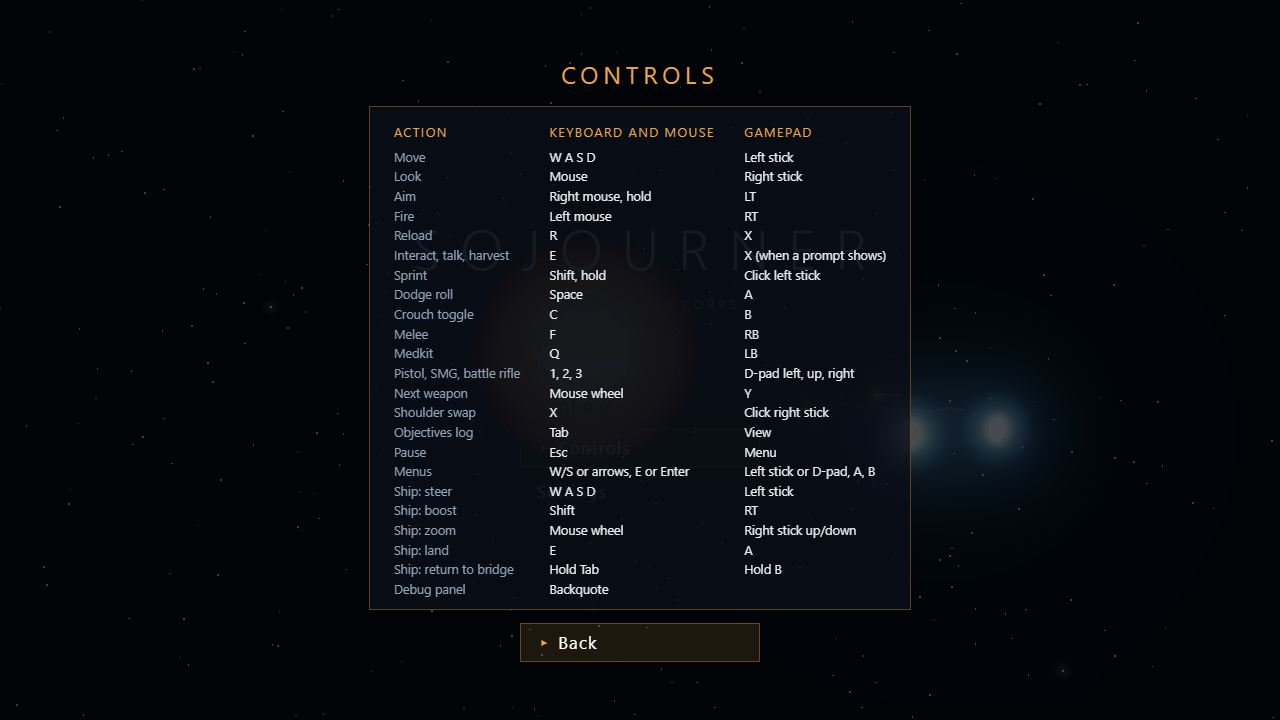 CONTROLS
ACTION KEYBOARD AND MOUSE GAMEPAD
Move W A S D Left stick
Look Mouse Right stick
Aim Right mouse, hold LT
Fire Left mouse RT
Reload R X
SOJOURNER
Interact, talk, harvest E X (when a prompt shows)
Sprint Shift, hold Click left stick
Dodge roll Space A
CORPS
Crouch toggle C B
Melee F RB
Medkit Q LB
Pistol, SMG, battle rifle 1, 2, 3 D-pad left, up, right
Next weapon Mouse wheel Y
Shoulder swap X Click right stick
Objectives log Tab View
Controls
Pause Esc Menu
Menus W/S or arrows, E or Enter Left stick or D-pad, A, B
Ship: steer W A S D Left stick
Ship: boost Shift RT
Ship: zoom Mouse wheel Right stick up/down
Ship: land E A
Ship: return to bridge Hold Tab Hold B
Debug panel Backquote
▸ Back